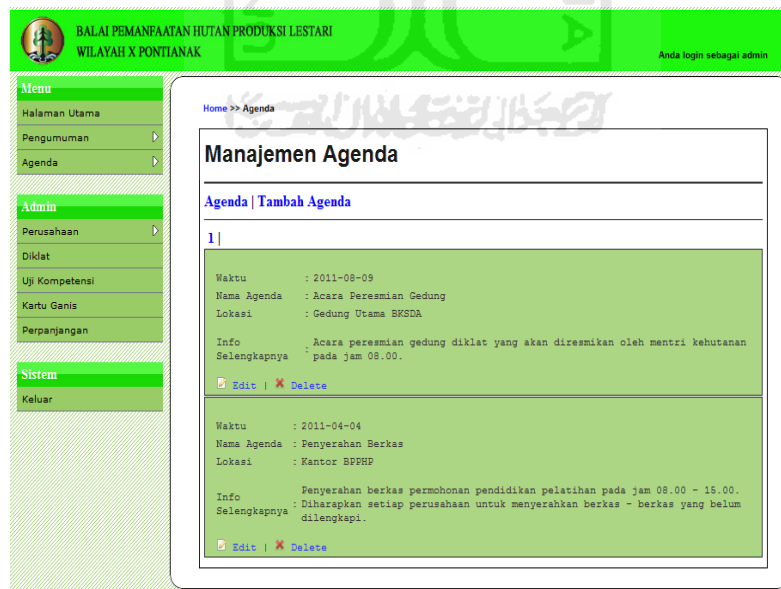 BALAI PEMANFAATAN HUTAN PRODUKSI LESTARI
WILAYAH X PONTIANAK
Anda login sebagai admin
Menu
Halaman Utama
Pengumuman
Agenda
Admin
Perusahaan
Diklat
Uji Kompetensi
Kartu Ganis
Perpanjangan
Sistem
Keluar
Home >> Agenda
Manajemen Agenda
Agenda | Tambah Agenda
1 |
Waktu : 2011-08-09
Nama Agenda : Acara Peresmian Gedung
Lokasi : Gedung Utama BKSDA
Info Selengkapnya : Acara peresmian gedung diklat yang akan diresmikan oleh mentri kehutanan
pada jam 08.00.
Edit | Delete
Waktu : 2011-04-04
Nama Agenda : Penyerahan Berkas
Lokasi : Kantor BPPHP
Info Selengkapnya : Penyerahan berkas permohonan pendidikan pelatihan pada jam 08.00 - 15.00.
Diharapkan setiap perusahaan untuk menyerahkan berkas - berkas yang belum
dilengkapi.
Edit | Delete